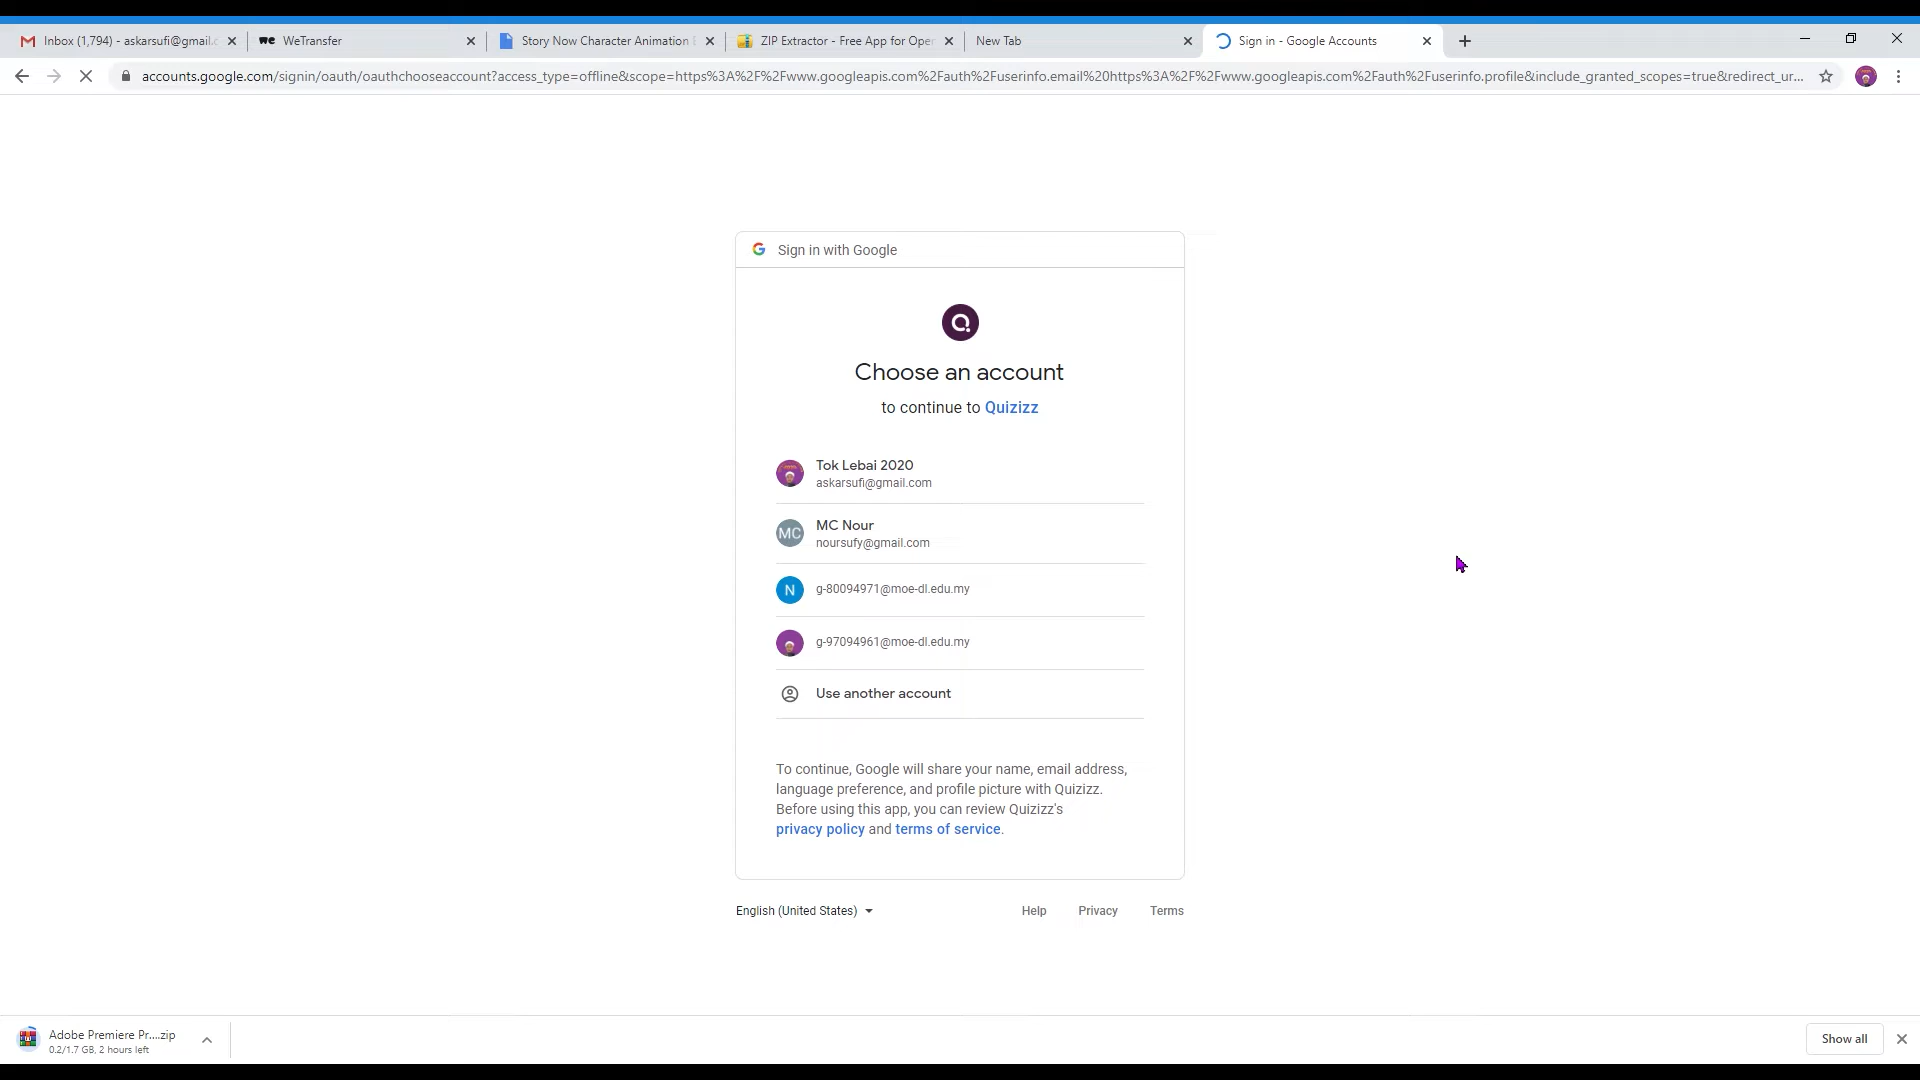 Inbox (1,794) - askarsufi@gmail.c
WeTransfer
Story Now Character Animation E
ZIP Extractor - Free App for Oper
New Tab
Sign in - Google Accounts
accounts.google.com/signin/oauth/oauthchooseaccount?access_type=offline&scope=https%3A%2F%2Fwww.googleapis.com%2Fauth%2Fuserinfo.email%20https%3A%2F%2Fwww.googleapis.com%2Fauth%2Fuserinfo.profile&include_granted_scopes=true&redirect_ur...
Sign in with Google
Choose an account
to continue to Quizizz
Tok Lebai 2020
askarsufi@gmail.com
MC
MC Nour
noursufy@gmail.com
N
g-80094971@moe-dl.edu.my
g-97094961@moe-dl.edu.my
Use another account
To continue, Google will share your name, email address,
language preference, and profile picture with Quizizz.
Before using this app, you can review Quizizz's
privacy policy and terms of service.
English (United States)
Help
Privacy
Terms
Adobe Premiere Pr....zip
0.2/1.7 GB, 2 hours left
Show all